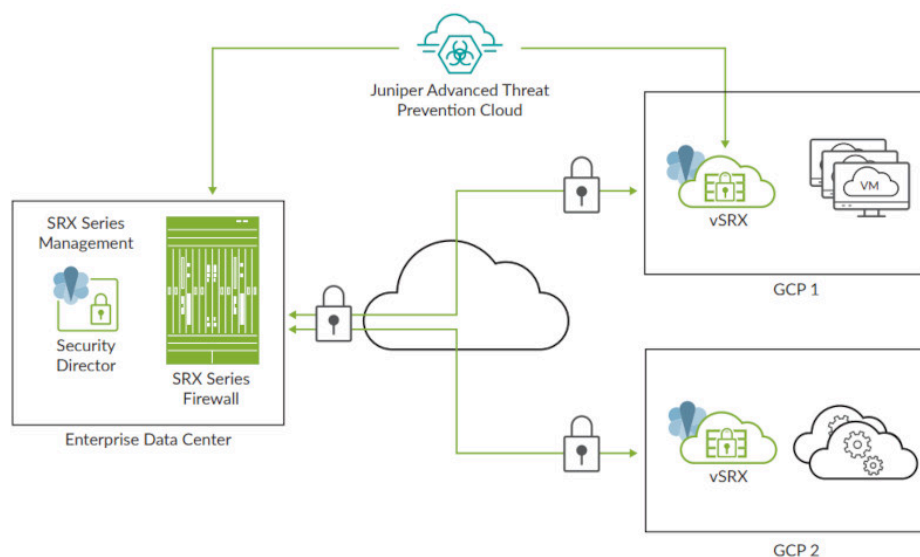 Juniper Advanced Threat
Prevention Cloud
SRX Series
Management
Security
Director
SRX Series
Firewall
Enterprise Data Center
vSRX
VM
GCP 1
vSRX
GCP 2